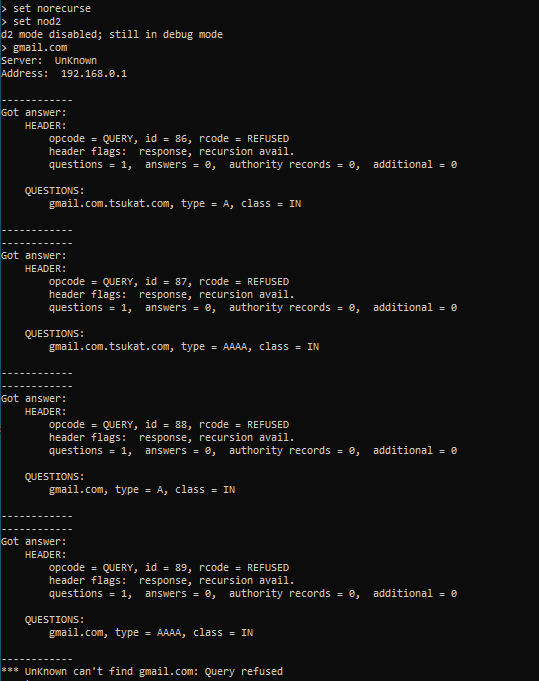 > set norecurse
> set nod2
d2 mode disabled; still in debug mode
> gmail.com
Server:  UnKnown
Address:  192.168.0.1

------------
Got answer:
    HEADER:
        opcode = QUERY, id = 86, rcode = REFUSED
        header flags:  response, recursion avail.
        questions = 1,  answers = 0,  authority records = 0,  additional = 0

    QUESTIONS:
        gmail.com.tsukat.com, type = A, class = IN

------------
------------
Got answer:
    HEADER:
        opcode = QUERY, id = 87, rcode = REFUSED
        header flags:  response, recursion avail.
        questions = 1,  answers = 0,  authority records = 0,  additional = 0

    QUESTIONS:
        gmail.com.tsukat.com, type = AAAA, class = IN

------------
------------
Got answer:
    HEADER:
        opcode = QUERY, id = 88, rcode = REFUSED
        header flags:  response, recursion avail.
        questions = 1,  answers = 0,  authority records = 0,  additional = 0

    QUESTIONS:
        gmail.com, type = A, class = IN

------------
------------
Got answer:
    HEADER:
        opcode = QUERY, id = 89, rcode = REFUSED
        header flags:  response, recursion avail.
        questions = 1,  answers = 0,  authority records = 0,  additional = 0

    QUESTIONS:
        gmail.com, type = AAAA, class = IN

------------
*** UnKnown can't find gmail.com: Query refused